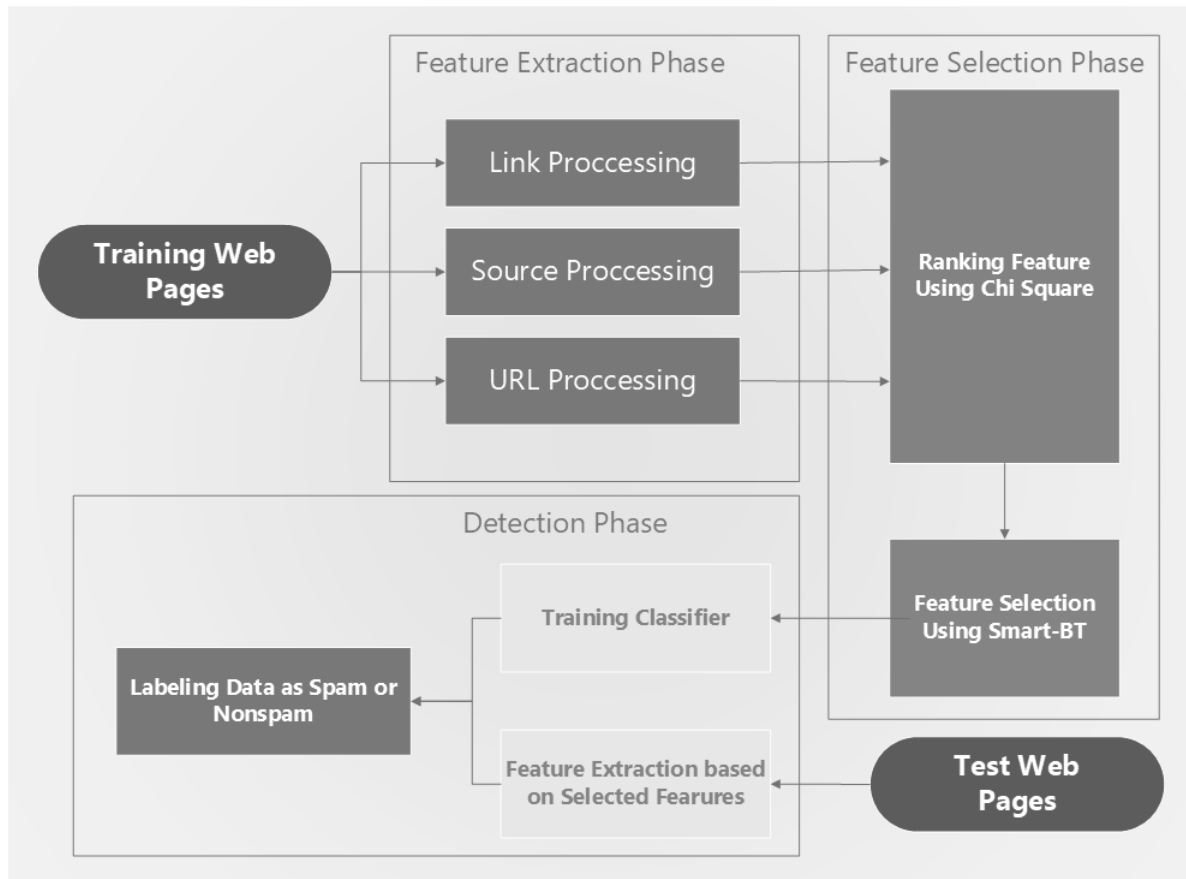 Feature Extraction Phase
Feature Selection Phase
Link Proccessing
Training Web
Pages
Source Proccessing
Ranking Feature
Using Chi Square
URL Proccessing
Detection Phase
Training Classifier
Feature Selection
Using Smart-BT
Labeling Data as Spam or
Nonspam
Feature Extraction based
on Selected Fearures
Test Web
Pages